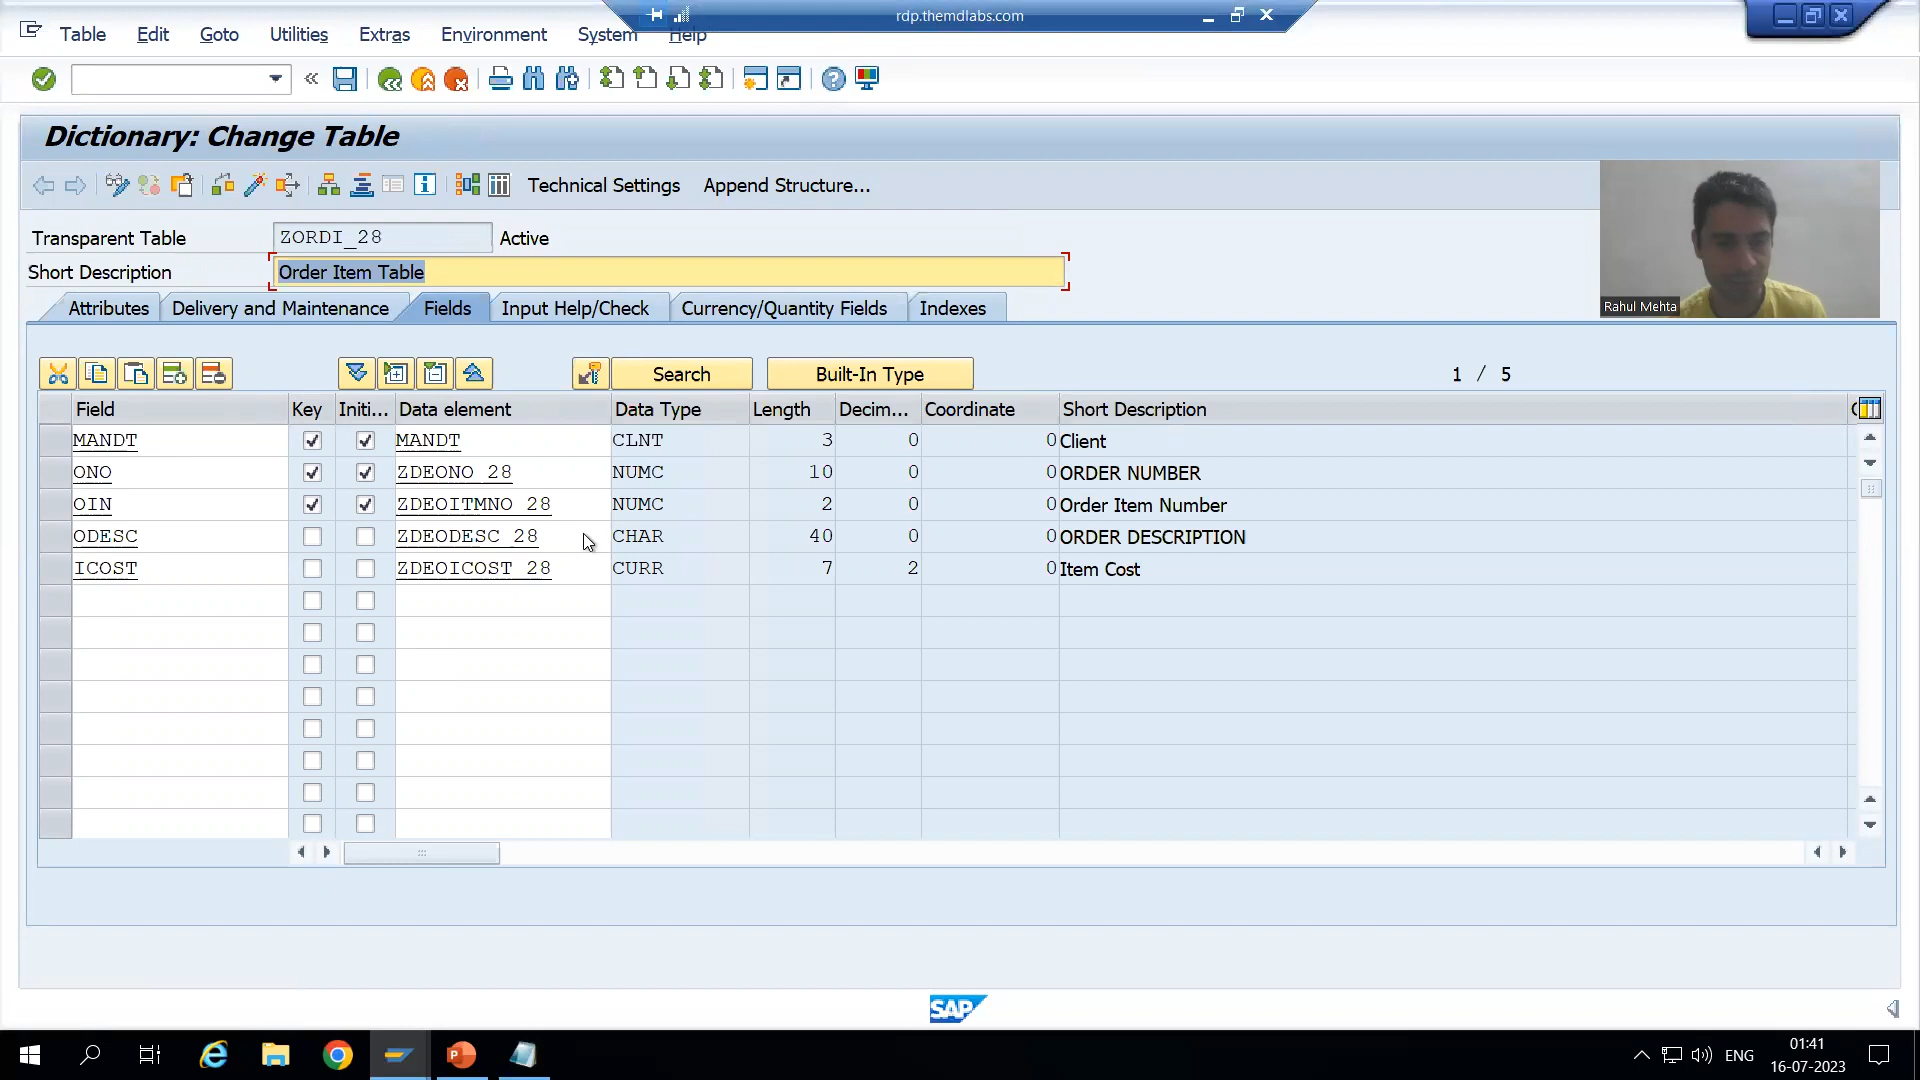 rdp.themdlabs.com
Table Edit Goto Utilities Extras Environment System Help
Dictionary: Change Table
Technical Settings Append Structure...
Transparent Table ZORDI_28 Active
Short Description Order Item Table
Rahul Mehta
Attributes Delivery and Maintenance Fields Input Help/Check Currency/Quantity Fields Indexes
Search Built-In Type 1 / 5
Field Key Initi... Data element Data Type Length Decim... Coordinate Short Description
MANDT MANDT CLNT 3 0 0 Client
ONO ZDEONO_28 NUMC 10 0 0 ORDER NUMBER
OIN ZDEOITMNO_28 NUMC 2 0 0 Order Item Number
ODESC ZDEODESC_28 CHAR 40 0 0 ORDER DESCRIPTION
ICOST ZDEOICOST_28 CURR 7 2 0 Item Cost
SAP
ENG
01:41
16-07-2023